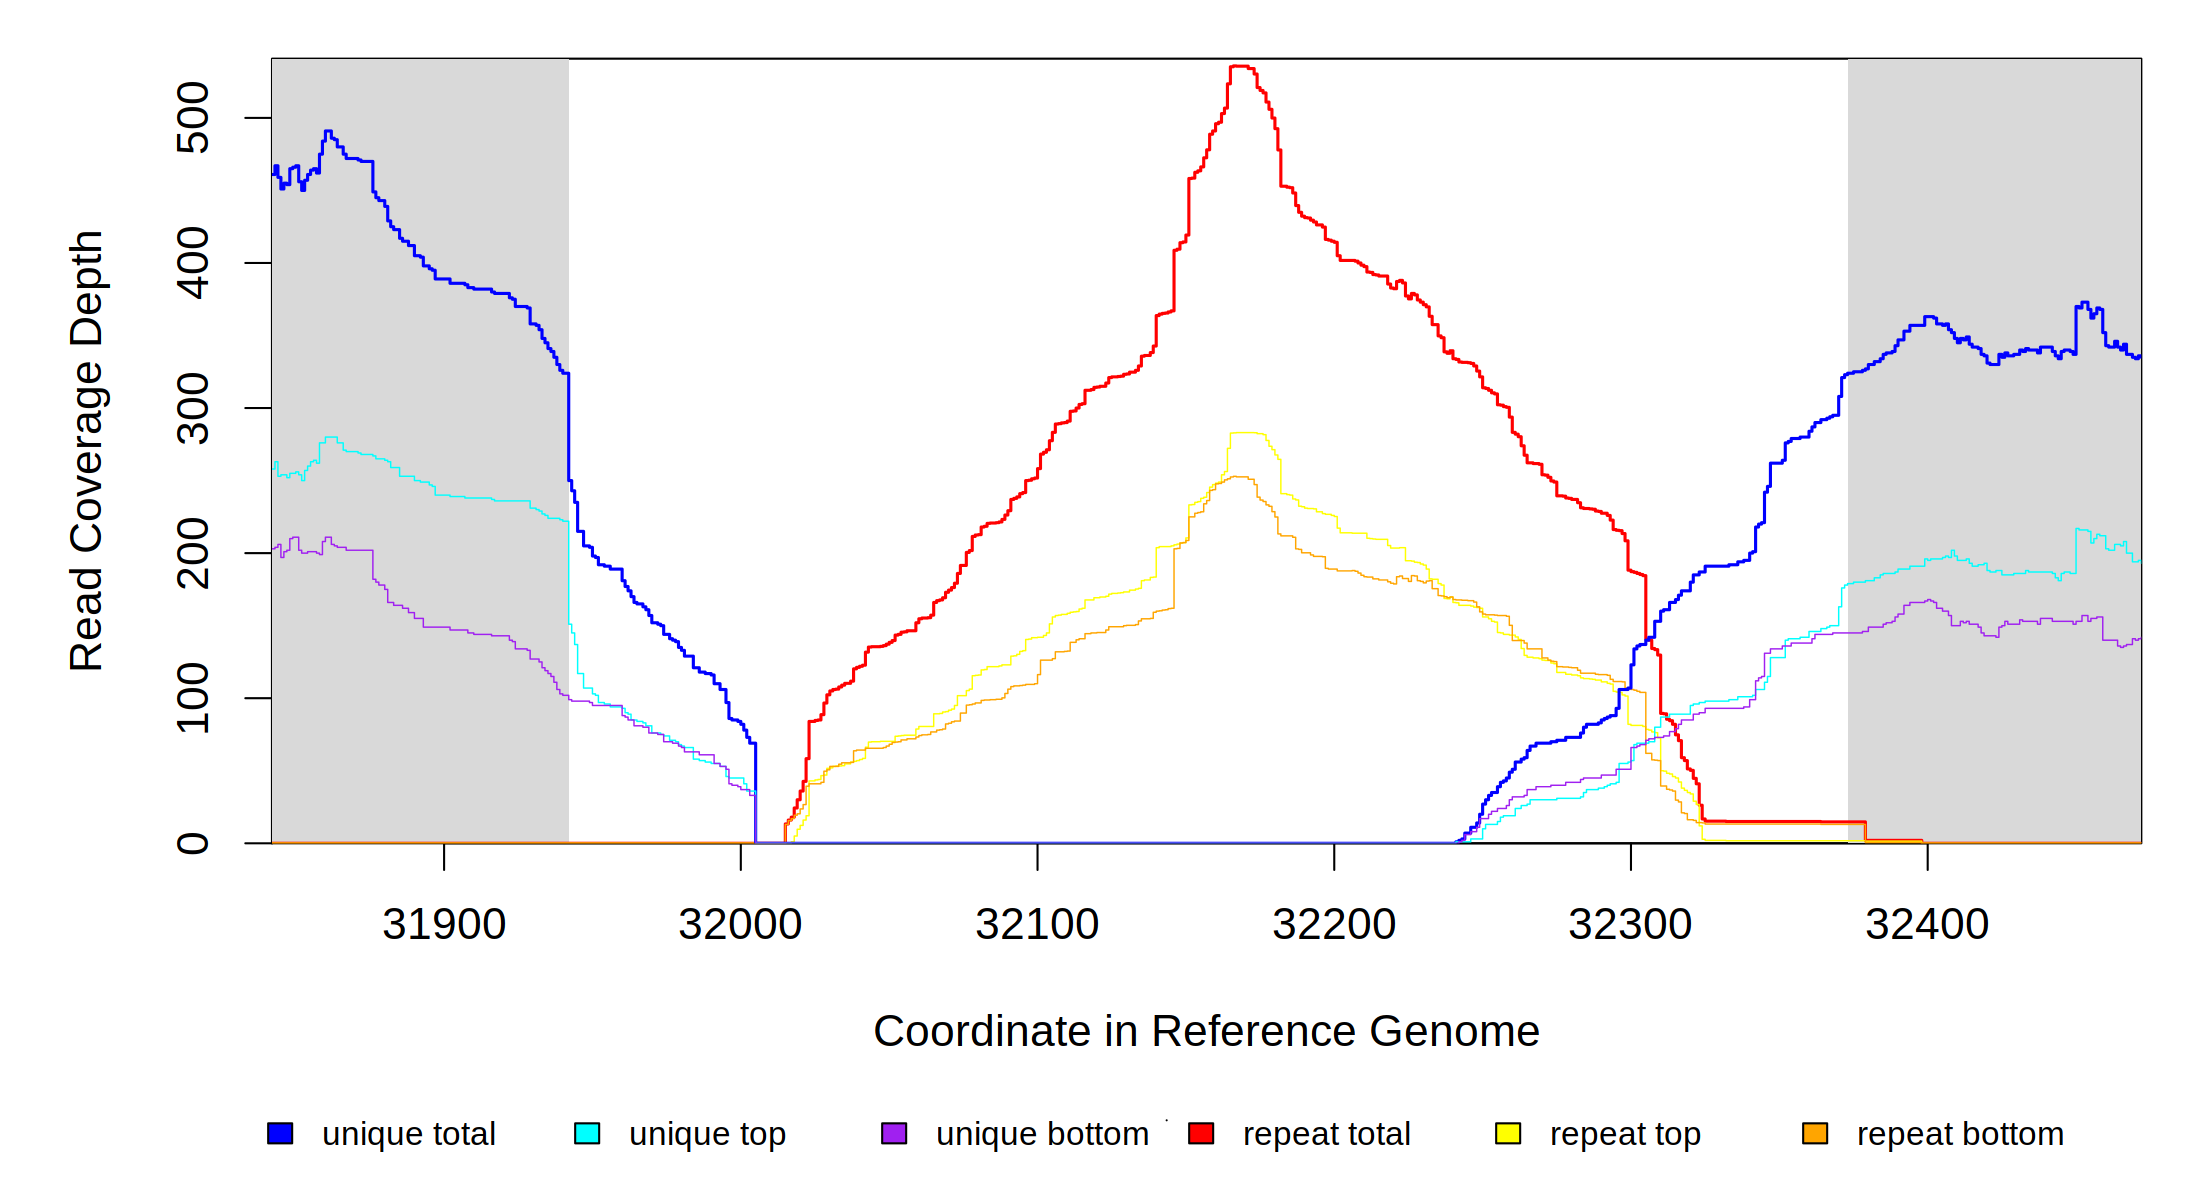 Read Coverage Depth
500
400
300
200
100
0
31900 32000 32100 32200 32300 32400
Coordinate in Reference Genome
unique total unique top unique bottom repeat total repeat top repeat bottom